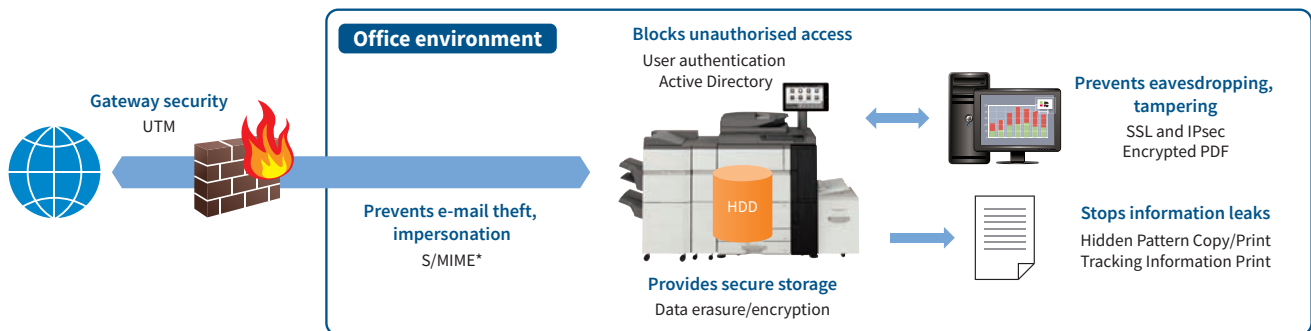 Office environment
Gateway security
UTM
Prevents e-mail theft,
impersonation
S/MIME*
Blocks unauthorised access
User authentication
Active Directory
HDD
Provides secure storage
Data erasure/encryption
Prevents eavesdropping,
tampering
SSL and IPsec
Encrypted PDF
Stops information leaks
Hidden Pattern Copy/Print
Tracking Information Print